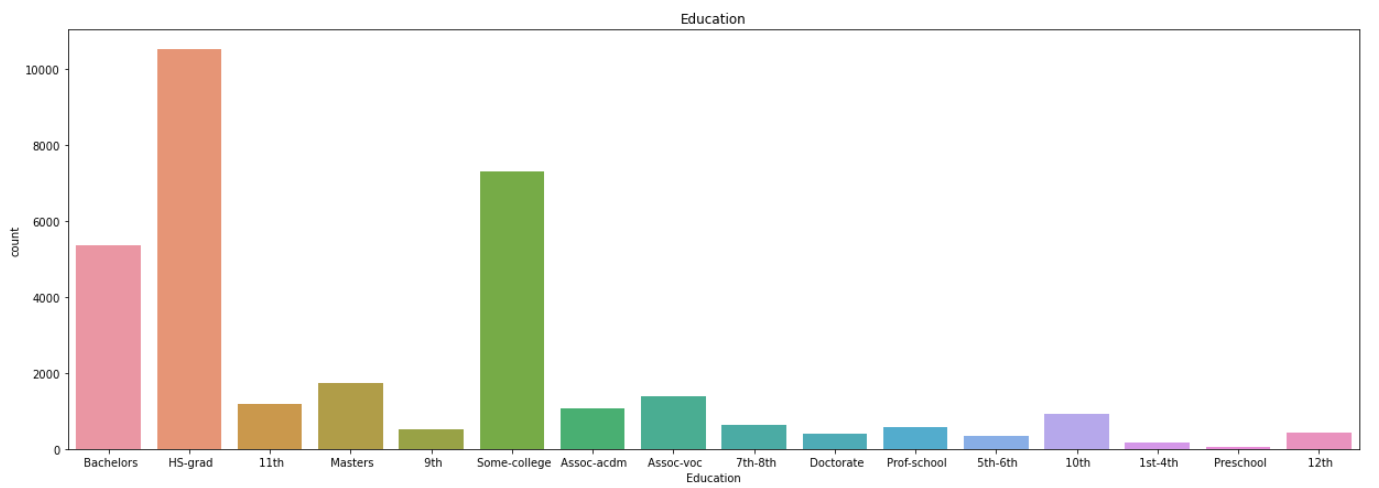 Education
10000
8000
6000
4000
2000
0
count
Bachelors HS-grad 11th Masters 9th Some-college Assoc-acdm Assoc-voc 7th-8th Doctorate Prof-school 5th-6th 10th 1st-4th Preschool 12th
Education